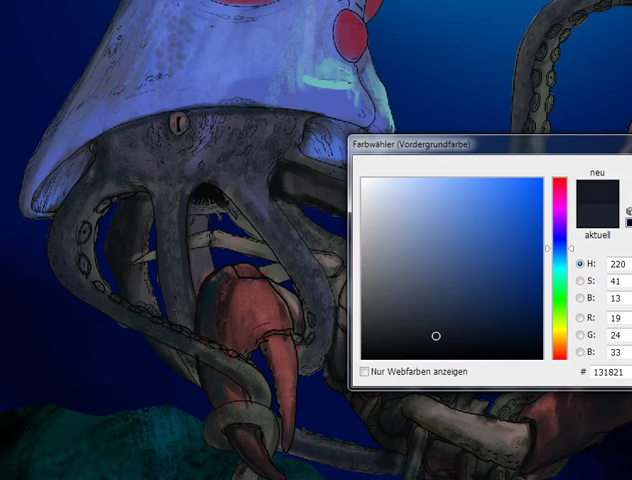 Farbwähler (Vordergrundfarbe)
neu
aktuell
H: 220
S: 41
B: 13
R: 19
G: 24
B: 33
Nur Webfarben anzeigen
# 131821